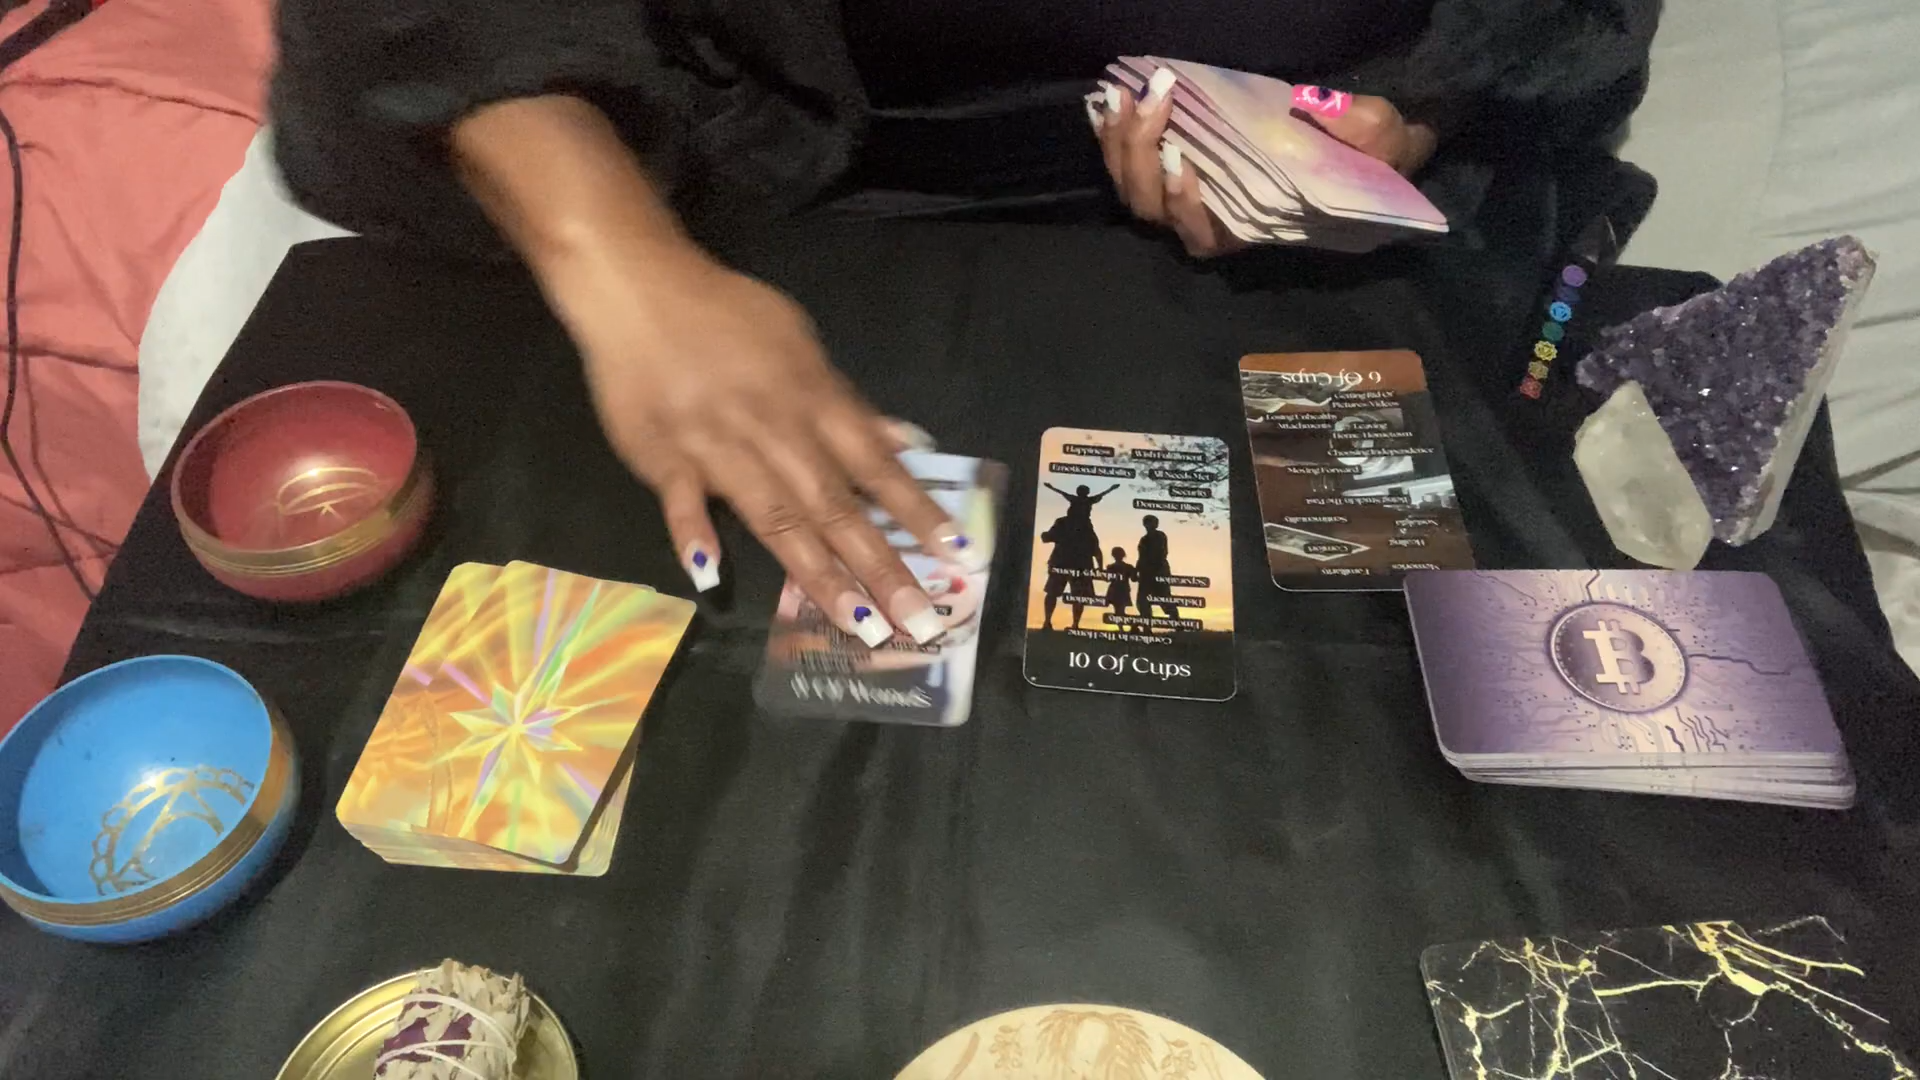 Happiness
Wish Fulfillment
Emotional Stability
All Needs Met
Security
Domestic Bliss
Unhappy Home
Separation
Isolation
Disharmony
Emotional Instability
Conflicts In The Home
10 Of Cups
6 Of Cups
Getting Rid Of
Pictures/Videos
Losing Unhealthy
Attachments
Leaving
Home/Hometown
Choosing Independence
Moving Forward
Being Stuck In The Past
Sentimentality
Nostalgia
Healing
Comfort
Familiarity
Memories